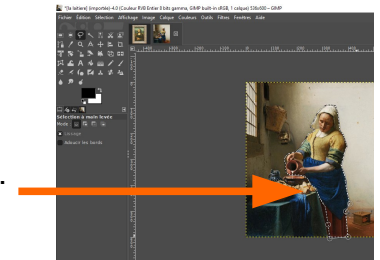 *[la laitiere] (importée)-4.0 (Couleur RVB Entier 8 bits gamma, GIMP built-in sRGB, 1 calque) 536x600 – GIMP
Fichier Édition Sélection Affichage Image Calque Couleurs Outils Filtres Fenêtres Aide
Sélection à main levée
Mode :
Lissage
Adoucir les bords